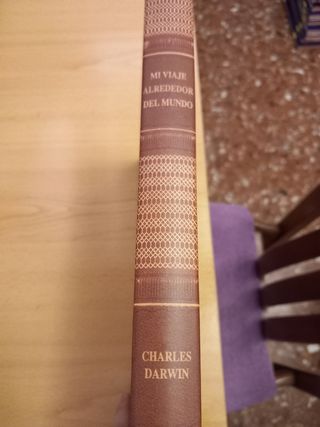 MI VIAJE
ALREDEDOR
DEL MUNDO
CHARLES
DARWIN